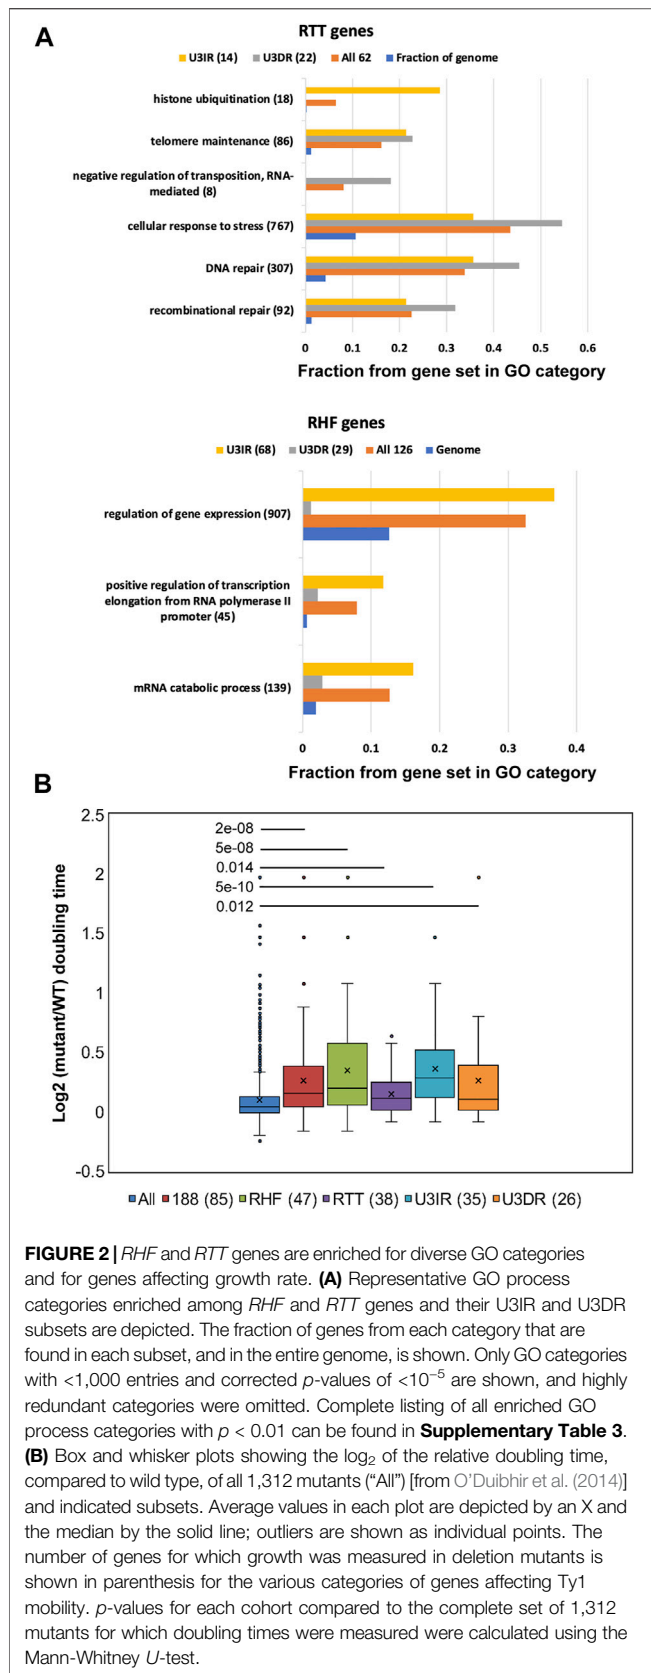 A
RTT genes
U3IR (14) U3DR (22) All 62 Fraction of genome
histone ubiquitination (18)
telomere maintenance (86)
negative regulation of transposition, RNA-
mediated (8)
cellular response to stress (767)
DNA repair (307)
recombinational repair (92)
0 0.1 0.2 0.3 0.4 0.5 0.6
Fraction from gene set in GO category
RHF genes
U3IR (68) U3DR (29) All 126 Genome
regulation of gene expression (907)
positive regulation of transcription
elongation from RNA polymerase II
promoter (45)
mRNA catabolic process (139)
0 0.1 0.2 0.3 0.4
Fraction from gene set in GO category
B
2.5
2e-08
5e-08
2
0.014
5e-10
0.012
1.5
1
0.5
0
-0.5
Log2 (mutant/WT) doubling time
All 188 (85) RHF (47) RTT (38) U3IR (35) U3DR (26)
FIGURE 2 | RHF and RTT genes are enriched for diverse GO categories
and for genes affecting growth rate. (A) Representative GO process
categories enriched among RHF and RTT genes and their U3IR and U3DR
subsets are depicted. The fraction of genes from each category that are
found in each subset, and in the entire genome, is shown. Only GO categories
with <1,000 entries and corrected p-values of <10⁻⁵ are shown, and highly
redundant categories were omitted. Complete listing of all enriched GO
process categories with p < 0.01 can be found in Supplementary Table 3.
(B) Box and whisker plots showing the log₂ of the relative doubling time,
compared to wild type, of all 1,312 mutants (“All”) [from O’Duibhir et al. (2014)]
and indicated subsets. Average values in each plot are depicted by an X and
the median by the solid line; outliers are shown as individual points. The
number of genes for which growth was measured in deletion mutants is
shown in parenthesis for the various categories of genes affecting Ty1
mobility. p-values for each cohort compared to the complete set of 1,312
mutants for which doubling times were measured were calculated using the
Mann-Whitney U-test.